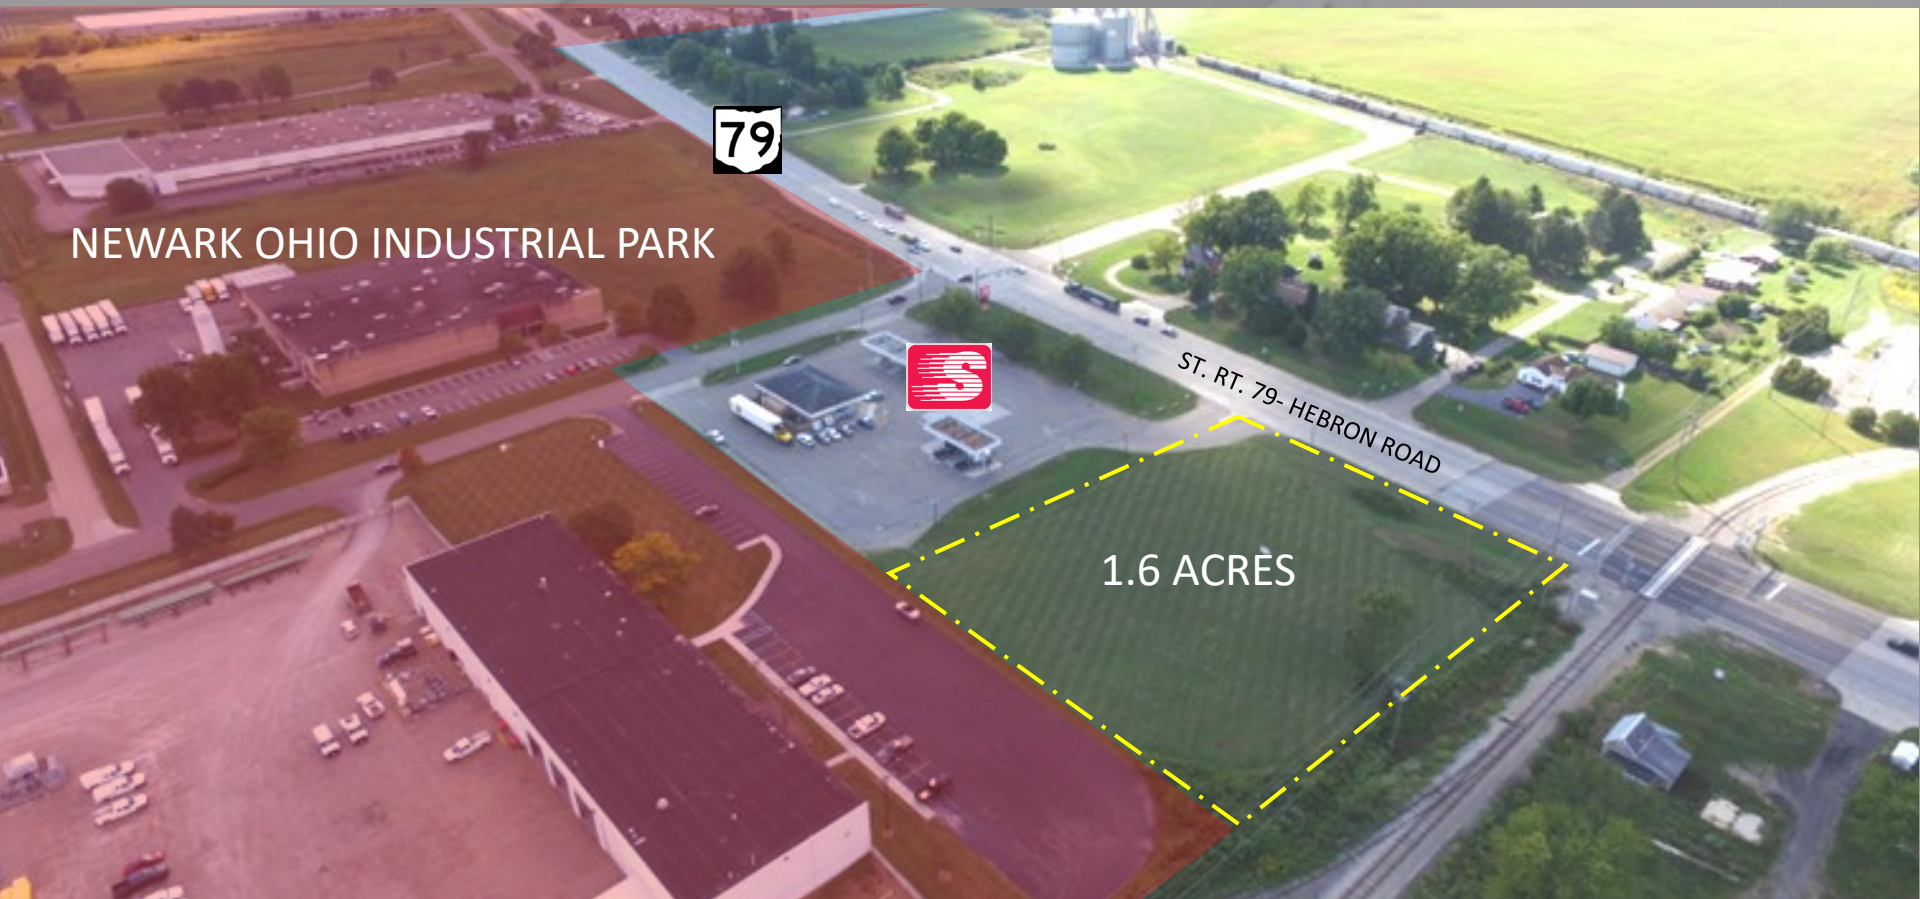 79
NEWARK OHIO INDUSTRIAL PARK
S
ST. RT. 79- HEBRON ROAD
1.6 ACRES